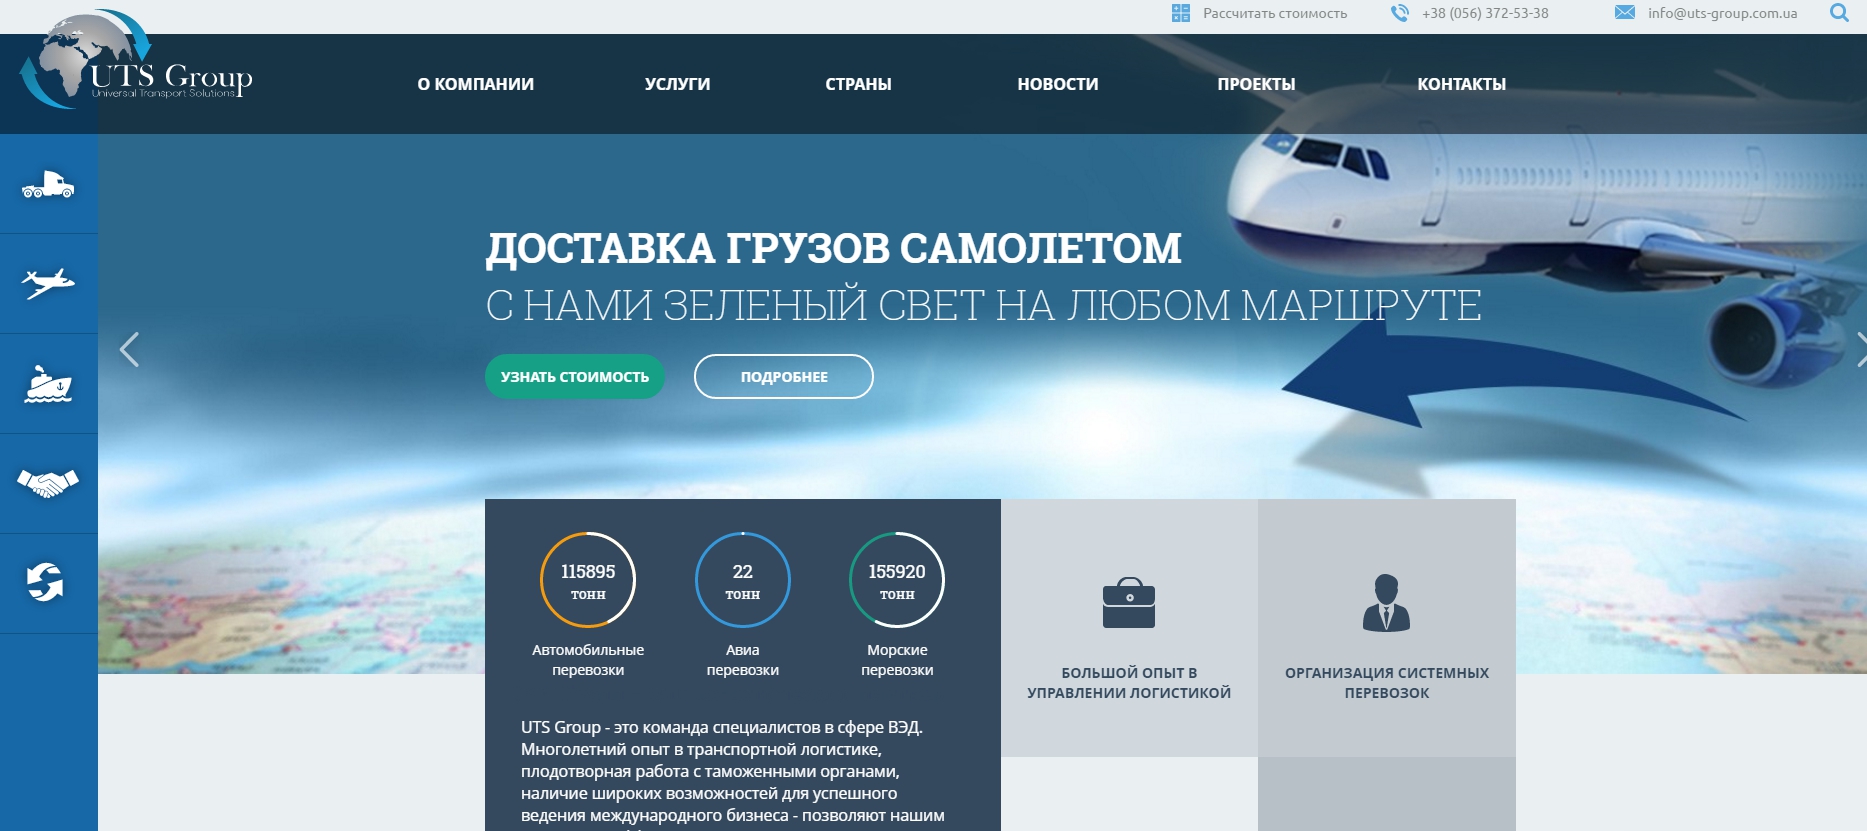 Рассчитать стоимость
+38 (056) 372-53-38
info@uts-group.com.ua
UTS Group
Universal Transport Solutions
О КОМПАНИИ
УСЛУГИ
СТРАНЫ
НОВОСТИ
ПРОЕКТЫ
КОНТАКТЫ
ДОСТАВКА ГРУЗОВ САМОЛЕТОМ
С НАМИ ЗЕЛЕНЫЙ СВЕТ НА ЛЮБОМ МАРШРУТЕ
УЗНАТЬ СТОИМОСТЬ
ПОДРОБНЕЕ
115895
тонн
Автомобильные
перевозки
22
тонн
Авиа
перевозки
155920
тонн
Морские
перевозки
БОЛЬШОЙ ОПЫТ В
УПРАВЛЕНИИ ЛОГИСТИКОЙ
ОРГАНИЗАЦИЯ СИСТЕМНЫХ
ПЕРЕВОЗОК
UTS Group - это команда специалистов в сфере ВЭД.
Многолетний опыт в транспортной логистике,
плодотворная работа с таможенными органами,
наличие широких возможностей для успешного
ведения международного бизнеса - позволяют нашим